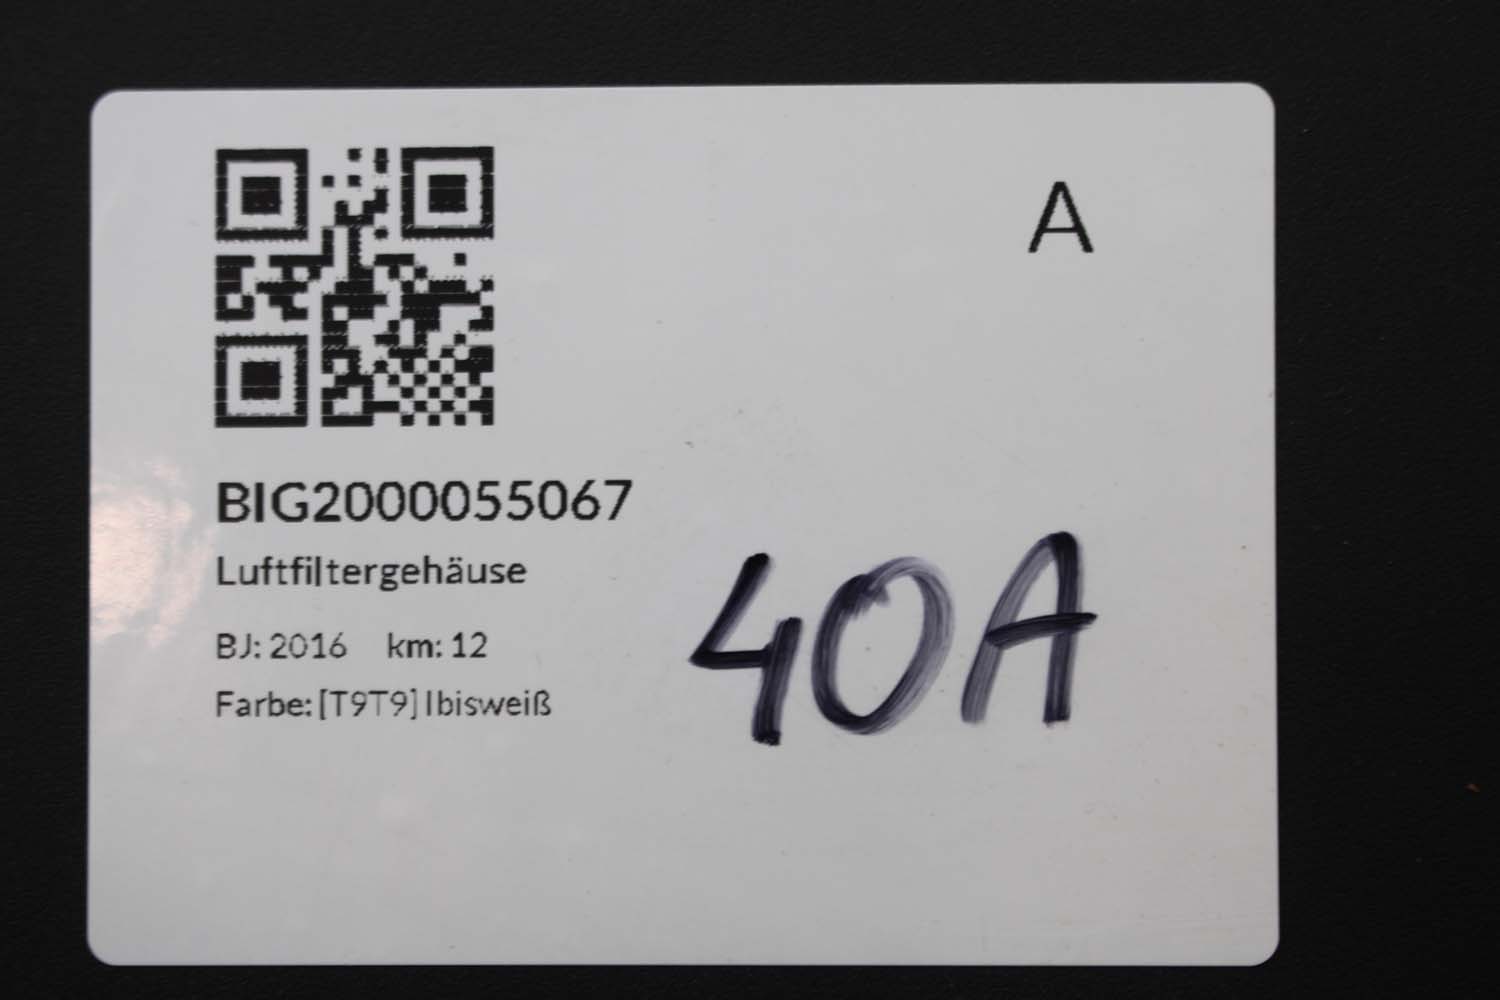 A
BIG2000055067
Luftfiltergehäuse
BJ: 2016 km: 12
Farbe: [T9T9] Ibisweiß
40A